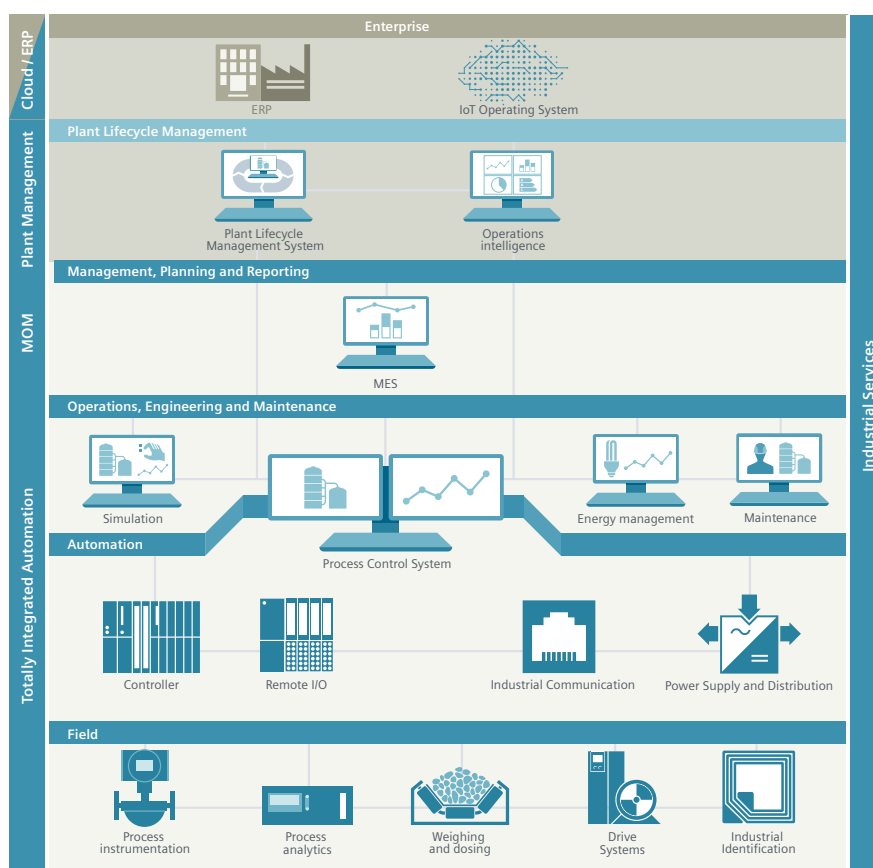 Enterprise
Cloud / ERP
ERP
IoT Operating System
Plant Lifecycle Management
Plant Management
Plant Lifecycle
Management System
Operations
intelligence
Management, Planning and Reporting
MOM
MES
Operations, Engineering and Maintenance
Simulation
Process Control System
Energy management
Maintenance
Totally Integrated Automation
Automation
Controller
Remote I/O
Industrial Communication
Power Supply and Distribution
Field
Process
instrumentation
Process
analytics
Weighing
and dosing
Drive
Systems
Industrial
Identification
Industrial Services